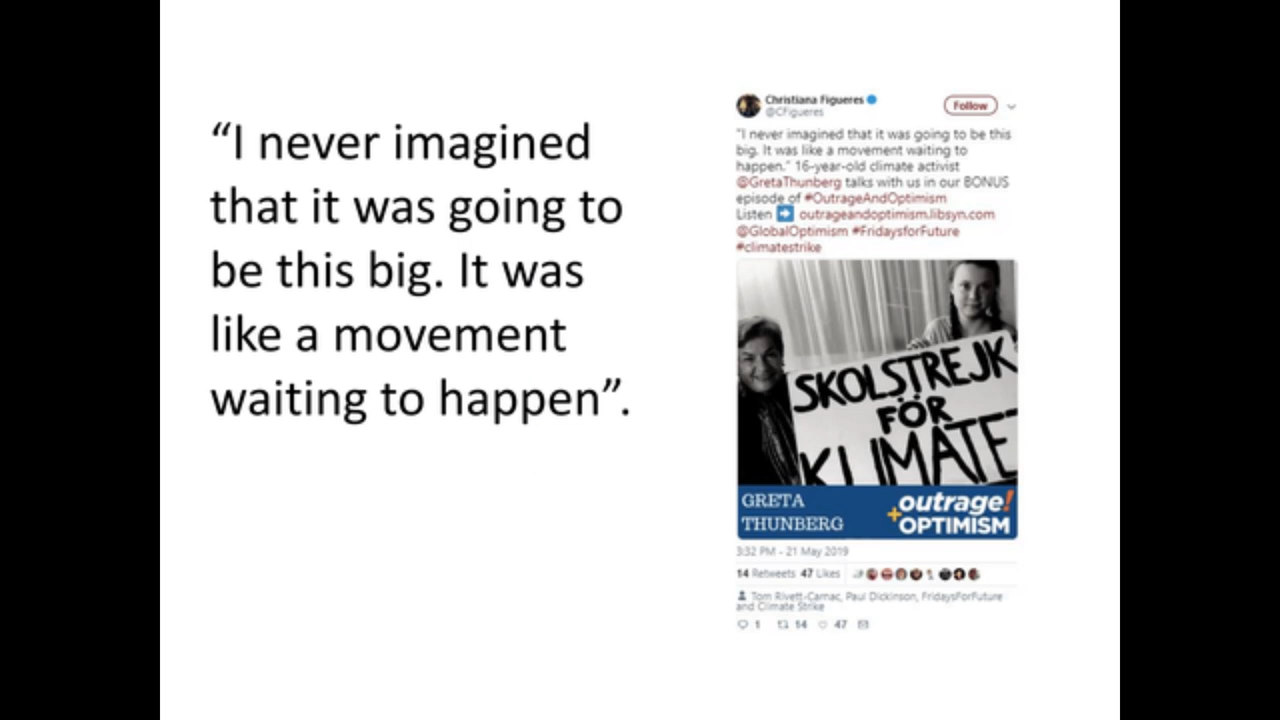 “I never imagined
that it was going to
be this big. It was
like a movement
waiting to happen”.
Christiana Figueres
@CFigueres
Follow
"I never imagined that it was going to be this
big. It was like a movement waiting to
happen." 16-year-old climate activist
@GretaThunberg talks with us in our BONUS
episode of #OutrageAndOptimism
Listen ➡ outrageandoptimism.libsyn.com
@GlobalOptimism #FridaysforFuture
#climatestrike
SKOLSTREJK
FÖR
KLIMATET
GRETA
THUNBERG
outrage!
+OPTIMISM
3:32 PM - 21 May 2019
14 Retweets 47 Likes
Tom Rivett-Carnac, Paul Dickinson, FridaysForFuture
and Climate Strike
1 14 47